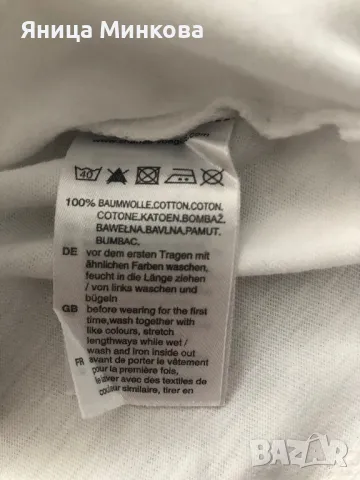 Яница Минкова
40
100% BAUMWOLLE.COTTON.COTON.
COTONE.KATOEN.BOMBAŽ.
BAWEŁNA.BAVLNA.PAMUT.
BUMBAC.
DE vor dem ersten Tragen mit
ähnlichen Farben waschen,
feucht in die Länge ziehen
/ von links waschen und
bügeln
GB before wearing for the first
time,wash together with
like colours, stretch
lengthways while wet /
wash and iron inside out
FR avant de porter le vêtement
pour la première fois,
le laver avec des textiles de
couleur similaire, tirer en
BAZAR